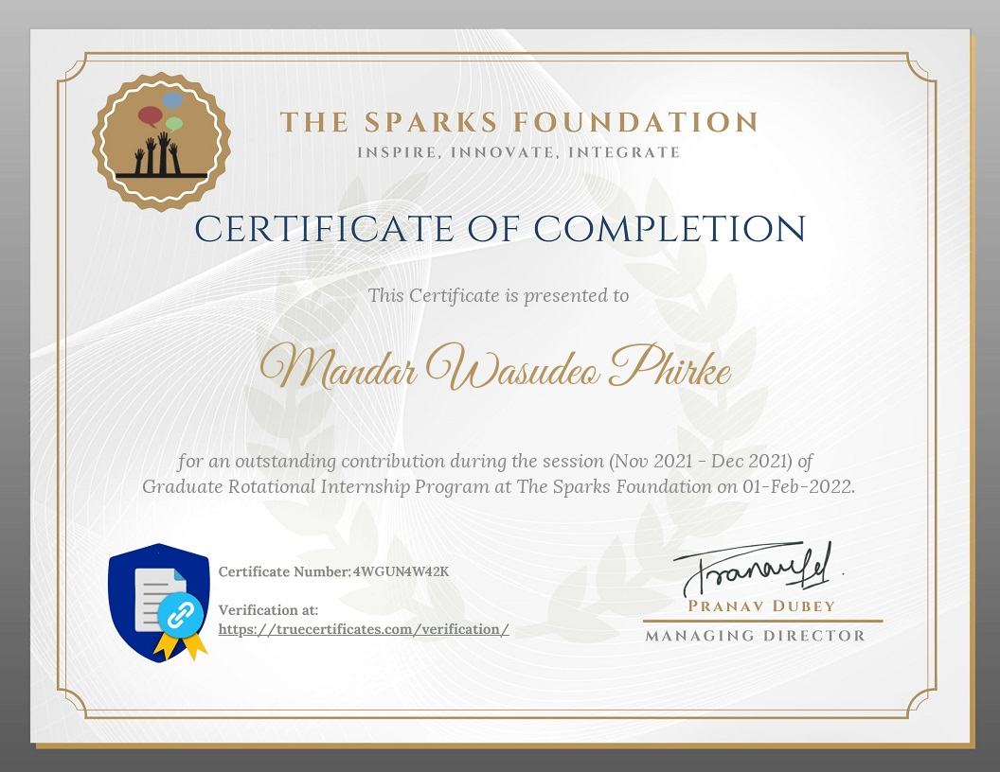 THE SPARKS FOUNDATION
INSPIRE, INNOVATE, INTEGRATE
CERTIFICATE OF COMPLETION
This Certificate is presented to
Mandar Wasudeo Phirke
for an outstanding contribution during the session (Nov 2021 - Dec 2021) of
Graduate Rotational Internship Program at The Sparks Foundation on 01-Feb-2022.
Certificate Number:4WGUN4W42K
Verification at:
https://truecertificates.com/verification/
PRANAV DUBEY
MANAGING DIRECTOR